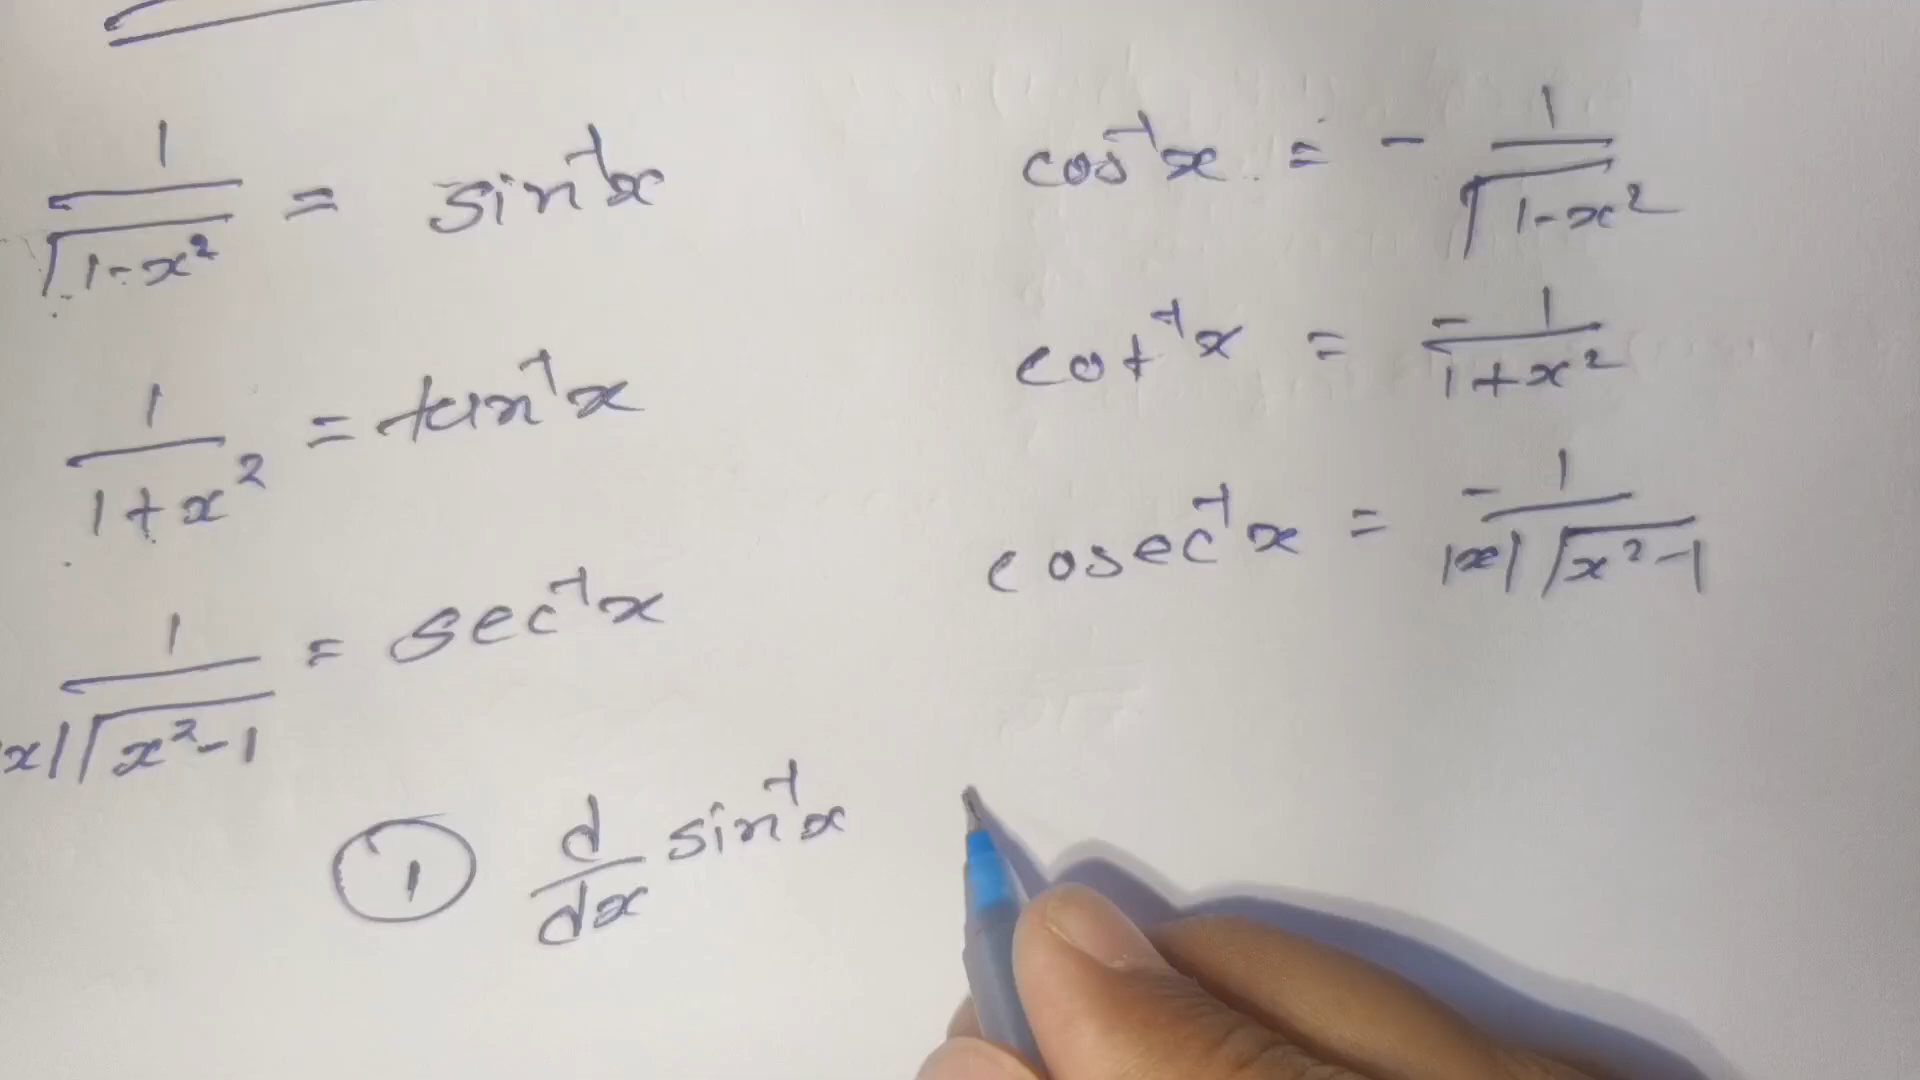 1/√(1-x²) = sin⁻¹x
cos⁻¹x = - 1/√(1-x²)
1/(1+x²) = tan⁻¹x
cot⁻¹x = -1/(1+x²)
1/(x|√(x²-1)) = sec⁻¹x
cosec⁻¹x = -1/(|x|√(x²-1))
① d/dx sin⁻¹x